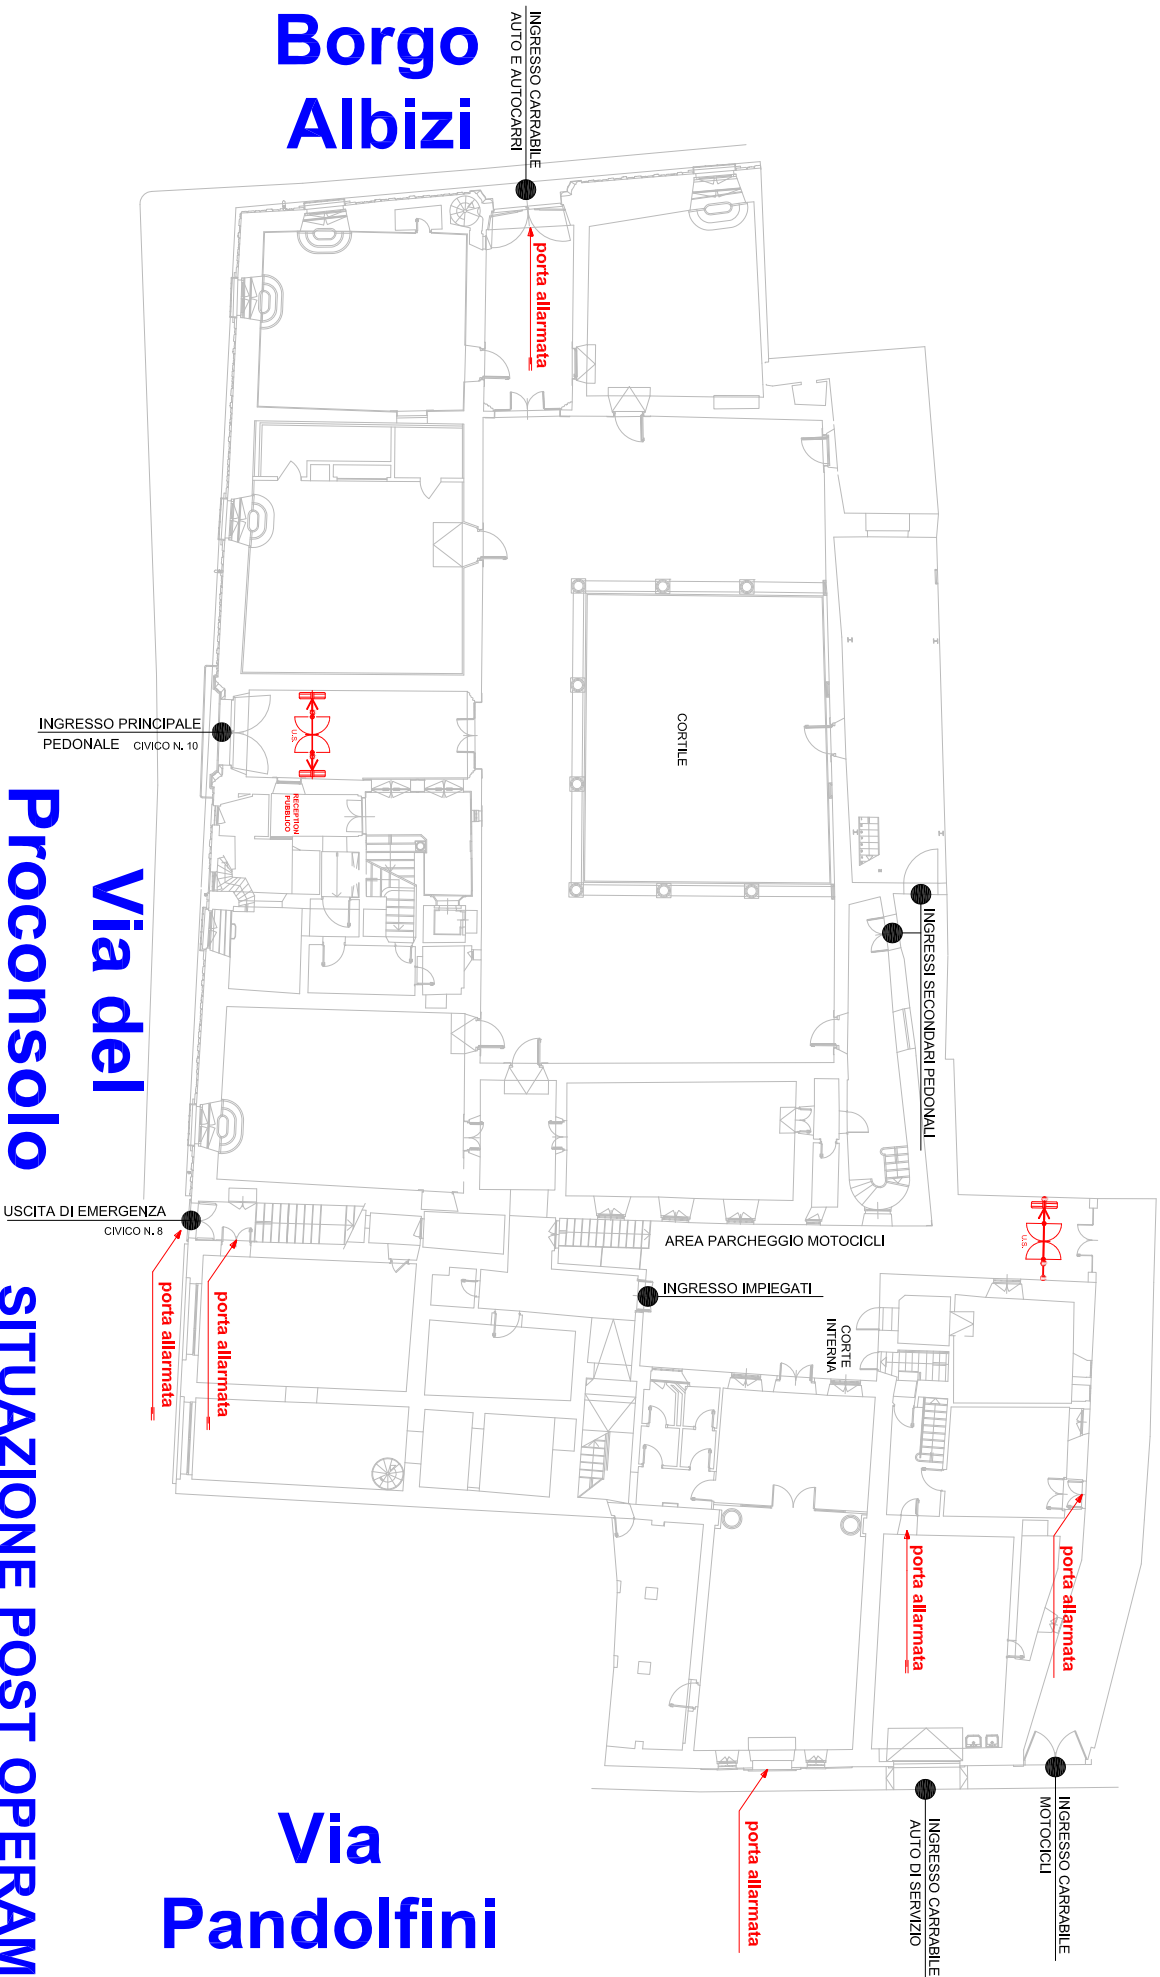 Borgo
Albizi
INGRESSO CARRABILE
AUTO E AUTOCARRI
porta allarmata
CORTILE
INGRESSO PRINCIPALE
PEDONALE CIVICO N. 10
U.S.
RECEPTION
PUBBLICO
Via del
Proconsolo
INGRESSI SECONDARI PEDONALI
USCITA DI EMERGENZA
CIVICO N. 8
porta allarmata
porta allarmata
AREA PARCHEGGIO MOTOCICLI
U.S.
INGRESSO IMPIEGATI
CORTE
INTERNA
porta allarmata
porta allarmata
porta allarmata
INGRESSO CARRABILE
MOTOCICLI
INGRESSO CARRABILE
AUTO DI SERVIZIO
Via
Pandolfini
SITUAZIONE POST OPERAM